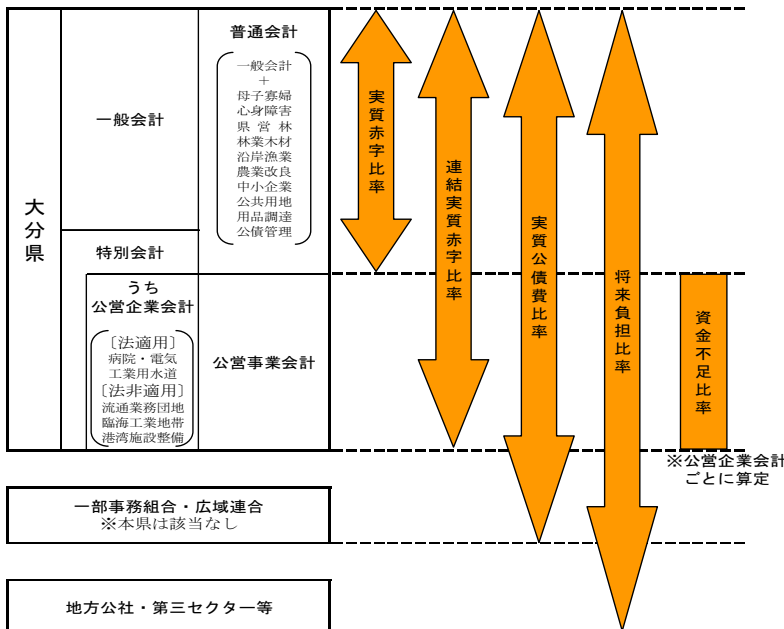 大分県
一般会計
普通会計
一般会計
+
母子寡婦
心身障害
県営林
林業木材
沿岸漁業
農業改良
中小企業
公共用地
用品調達
公債管理
特別会計
うち
公営企業会計
〔法適用〕
病院・電気
工業用水道
〔法非適用〕
流通業務団地
臨海工業地帯
港湾施設整備
公営事業会計
実質赤字比率
連結実質赤字比率
実質公債費比率
将来負担比率
資金不足比率
※公営企業会計
ごとに算定
一部事務組合・広域連合
※本県は該当なし
地方公社・第三セクター等